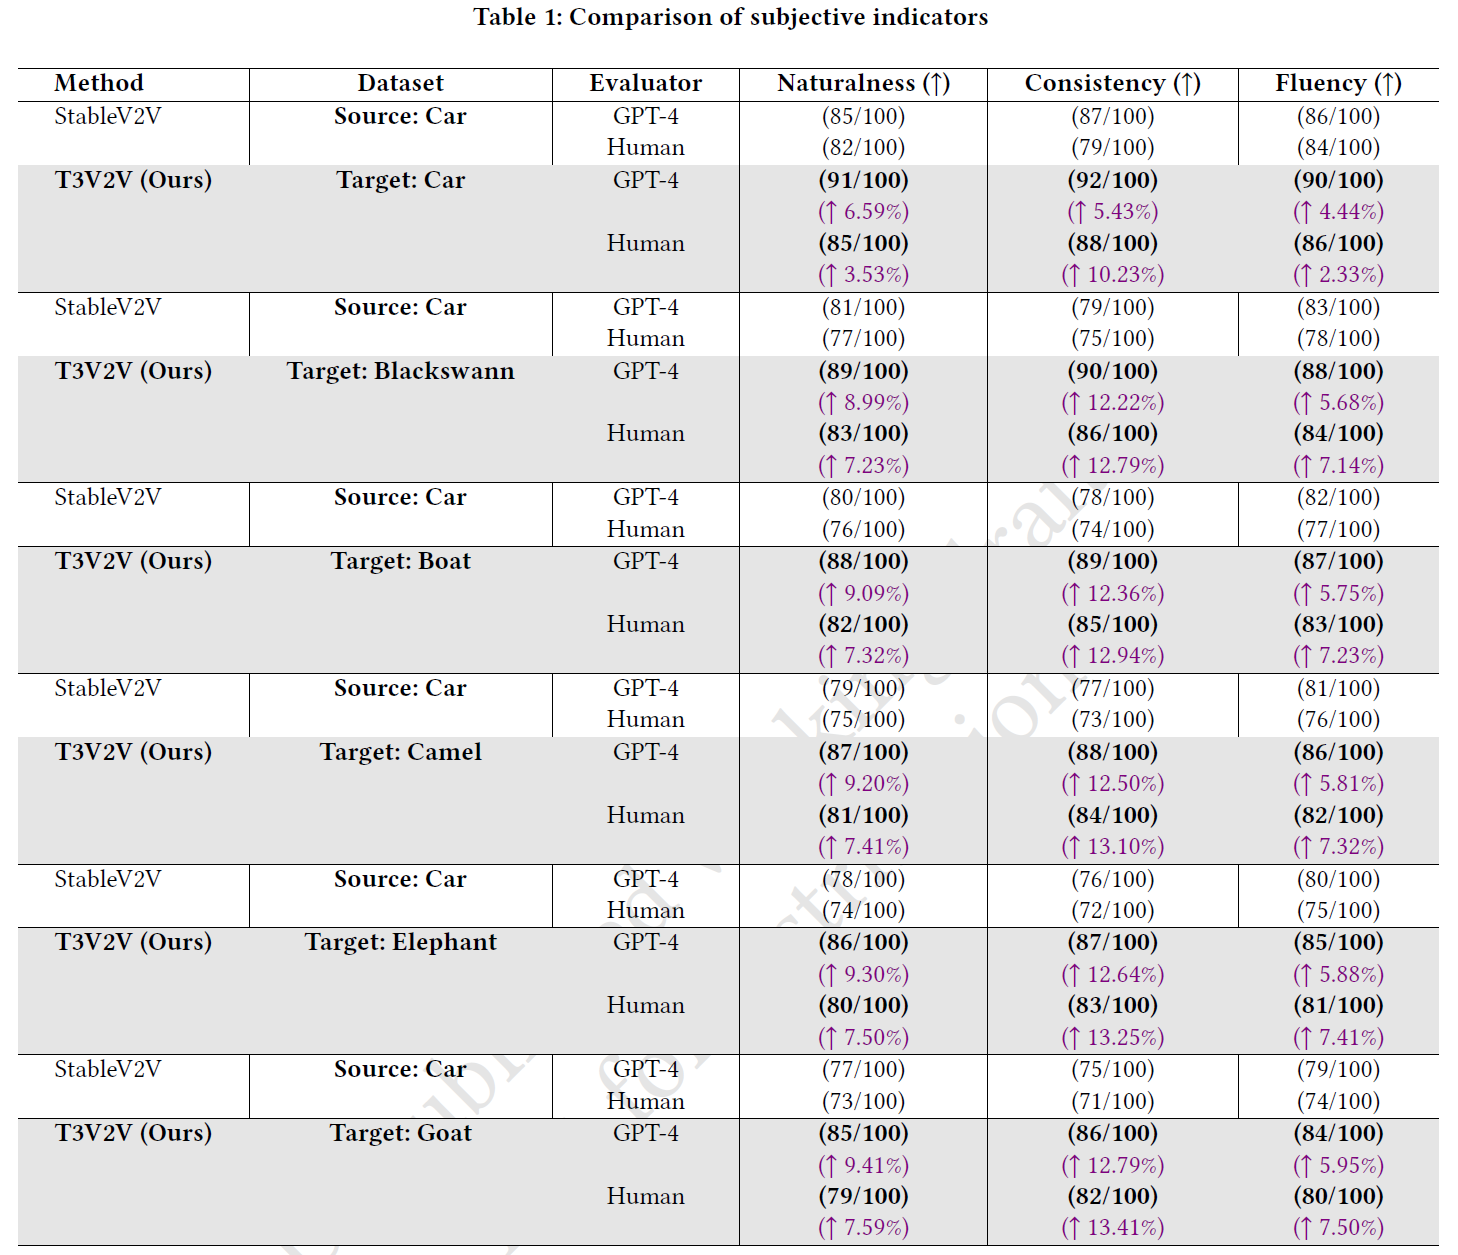 Table 1: Comparison of subjective indicators
Method Dataset Evaluator Naturalness (↑) Consistency (↑) Fluency (↑)
StableV2V Source: Car GPT-4 (85/100) (87/100) (86/100)
Human (82/100) (79/100) (84/100)
T3V2V (Ours) Target: Car GPT-4 (91/100) (92/100) (90/100)
(↑ 6.59%) (↑ 5.43%) (↑ 4.44%)
Human (85/100) (88/100) (86/100)
(↑ 3.53%) (↑ 10.23%) (↑ 2.33%)
StableV2V Source: Car GPT-4 (81/100) (79/100) (83/100)
Human (77/100) (75/100) (78/100)
T3V2V (Ours) Target: Blackswann GPT-4 (89/100) (90/100) (88/100)
(↑ 8.99%) (↑ 12.22%) (↑ 5.68%)
Human (83/100) (86/100) (84/100)
(↑ 7.23%) (↑ 12.79%) (↑ 7.14%)
StableV2V Source: Car GPT-4 (80/100) (78/100) (82/100)
Human (76/100) (74/100) (77/100)
T3V2V (Ours) Target: Boat GPT-4 (88/100) (89/100) (87/100)
(↑ 9.09%) (↑ 12.36%) (↑ 5.75%)
Human (82/100) (85/100) (83/100)
(↑ 7.32%) (↑ 12.94%) (↑ 7.23%)
StableV2V Source: Car GPT-4 (79/100) (77/100) (81/100)
Human (75/100) (73/100) (76/100)
T3V2V (Ours) Target: Camel GPT-4 (87/100) (88/100) (86/100)
(↑ 9.20%) (↑ 12.50%) (↑ 5.81%)
Human (81/100) (84/100) (82/100)
(↑ 7.41%) (↑ 13.10%) (↑ 7.32%)
StableV2V Source: Car GPT-4 (78/100) (76/100) (80/100)
Human (74/100) (72/100) (75/100)
T3V2V (Ours) Target: Elephant GPT-4 (86/100) (87/100) (85/100)
(↑ 9.30%) (↑ 12.64%) (↑ 5.88%)
Human (80/100) (83/100) (81/100)
(↑ 7.50%) (↑ 13.25%) (↑ 7.41%)
StableV2V Source: Car GPT-4 (77/100) (75/100) (79/100)
Human (73/100) (71/100) (74/100)
T3V2V (Ours) Target: Goat GPT-4 (85/100) (86/100) (84/100)
(↑ 9.41%) (↑ 12.79%) (↑ 5.95%)
Human (79/100) (82/100) (80/100)
(↑ 7.59%) (↑ 13.41%) (↑ 7.50%)